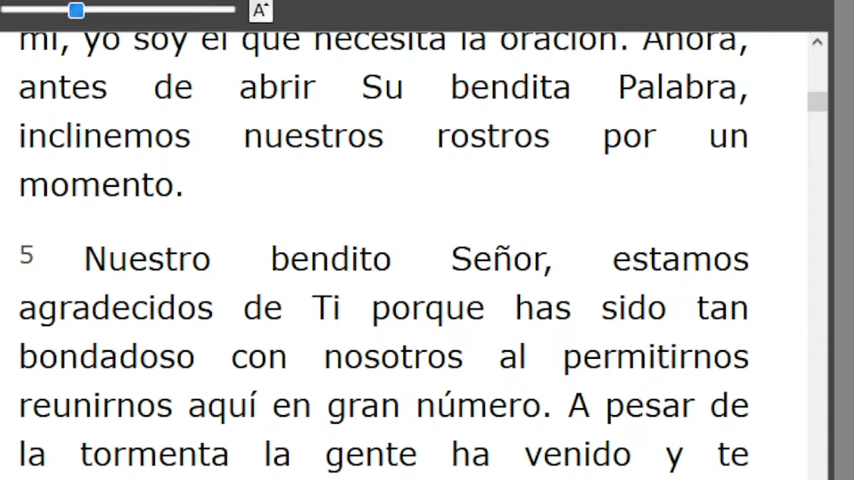 A
mí, yo soy el que necesita la oración. Ahora,
antes de abrir Su bendita Palabra,
inclinemos nuestros rostros por un
momento.
5 Nuestro bendito Señor, estamos
agradecidos de Ti porque has sido tan
bondadoso con nosotros al permitirnos
reunirnos aquí en gran número. A pesar de
la tormenta la gente ha venido y te